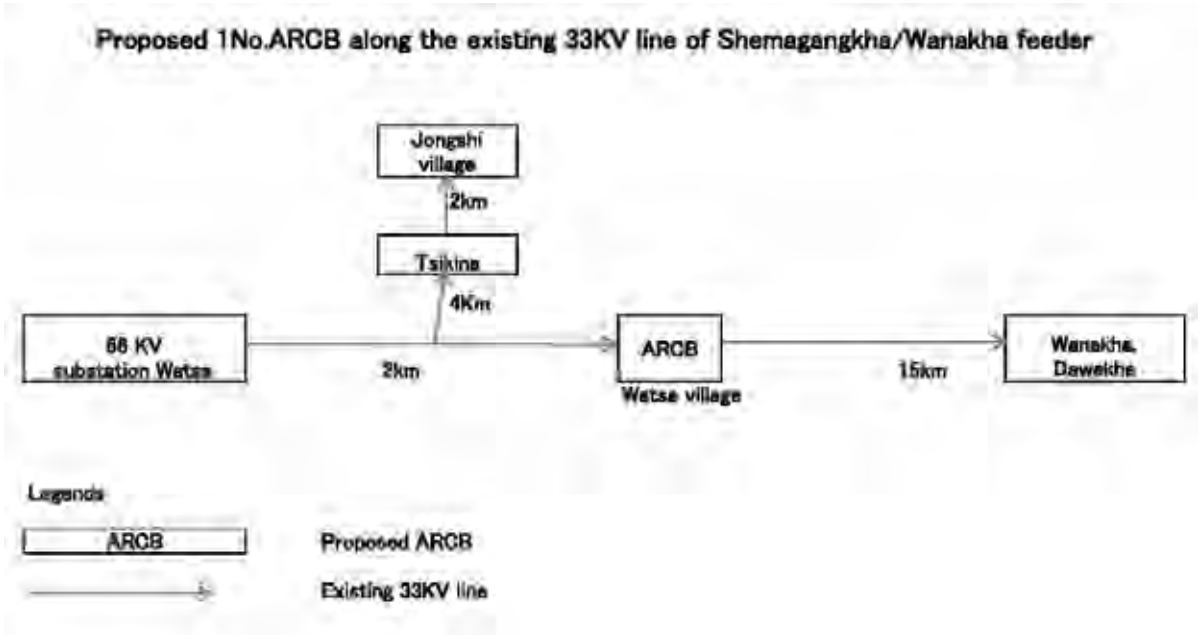 Proposed 1No.ARCB along the existing 33KV line of Shemagangkha/Wanakha feeder
Jongshi
village
2km
Tsikina
4Km
66 KV
substation Watsa
2km
ARCB
Watsa village
15km
Wanakha,
Dawakha
Legends
ARCB
Proposed ARCB
Existing 33KV line